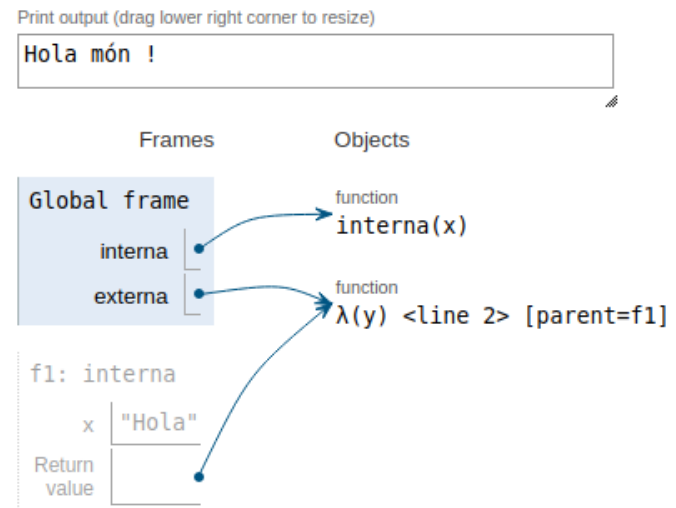 Print output (drag lower right corner to resize)
Hola món !
Frames
Objects
Global frame
interna
externa
function
interna(x)
function
λ(y) <line 2> [parent=f1]
f1: interna
x "Hola"
Return
value